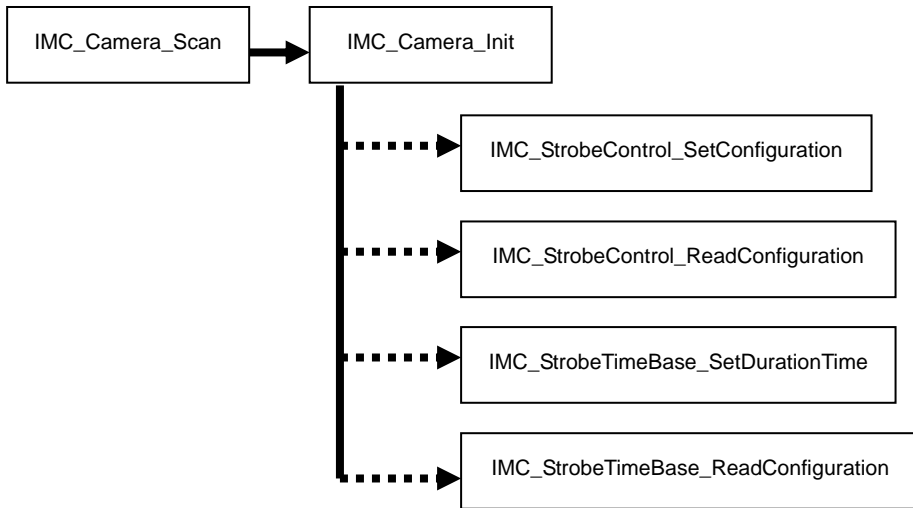 IMC_Camera_Scan
IMC_Camera_Init
IMC_StrobeControl_SetConfiguration
IMC_StrobeControl_ReadConfiguration
IMC_StrobeTimeBase_SetDurationTime
IMC_StrobeTimeBase_ReadConfiguration